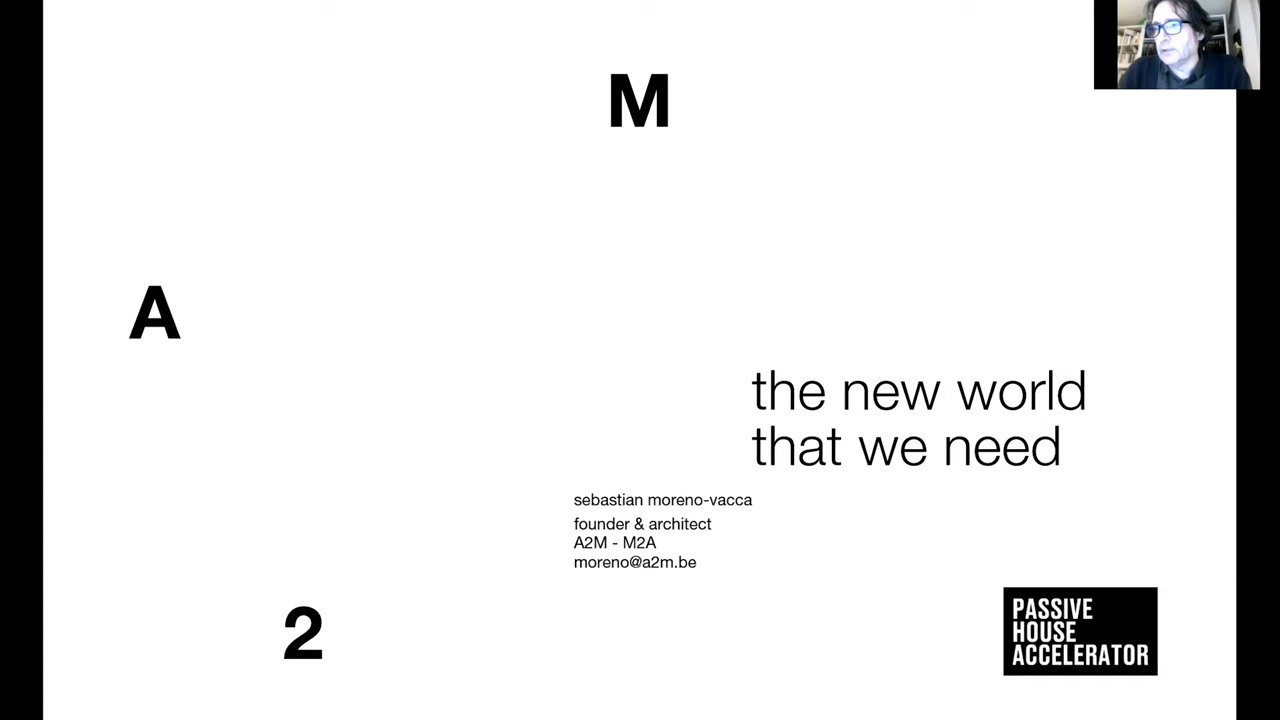 M
A
the new world
that we need
sebastian moreno-vacca
founder & architect
A2M - M2A
moreno@a2m.be
2
PASSIVE
HOUSE
ACCELERATOR